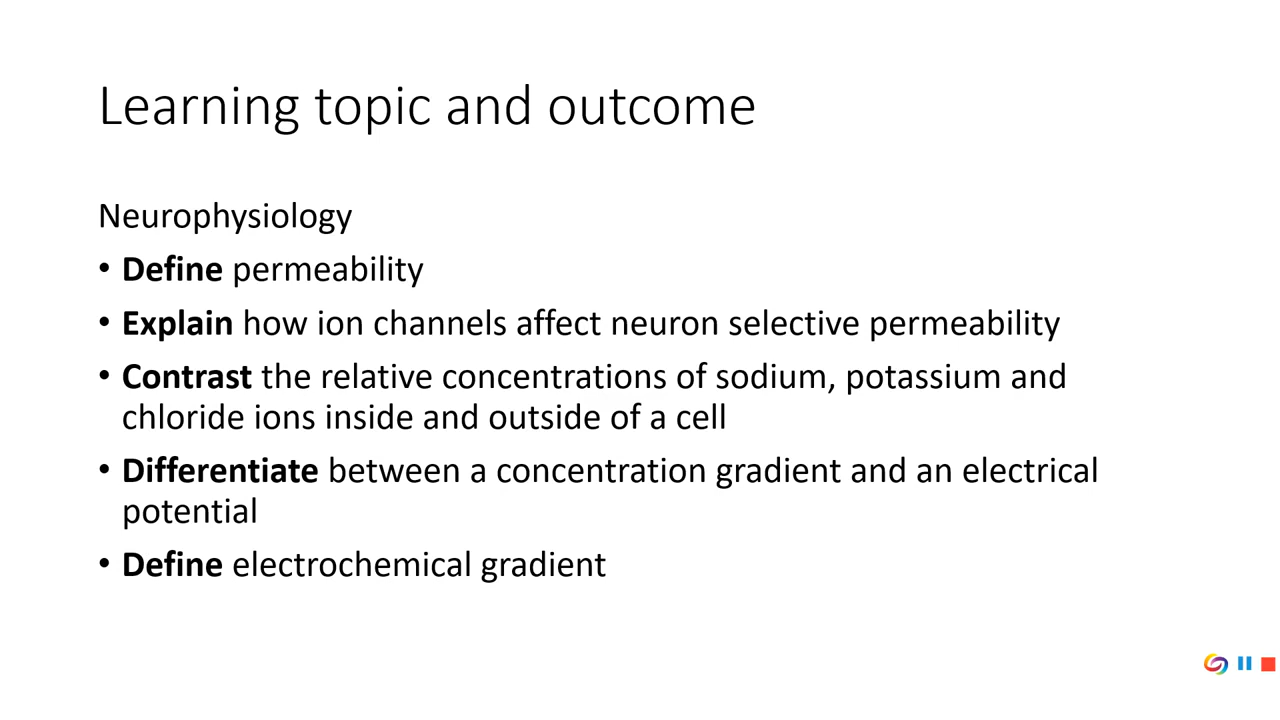 Learning topic and outcome
Neurophysiology
• Define permeability
• Explain how ion channels affect neuron selective permeability
• Contrast the relative concentrations of sodium, potassium and
chloride ions inside and outside of a cell
• Differentiate between a concentration gradient and an electrical
potential
• Define electrochemical gradient